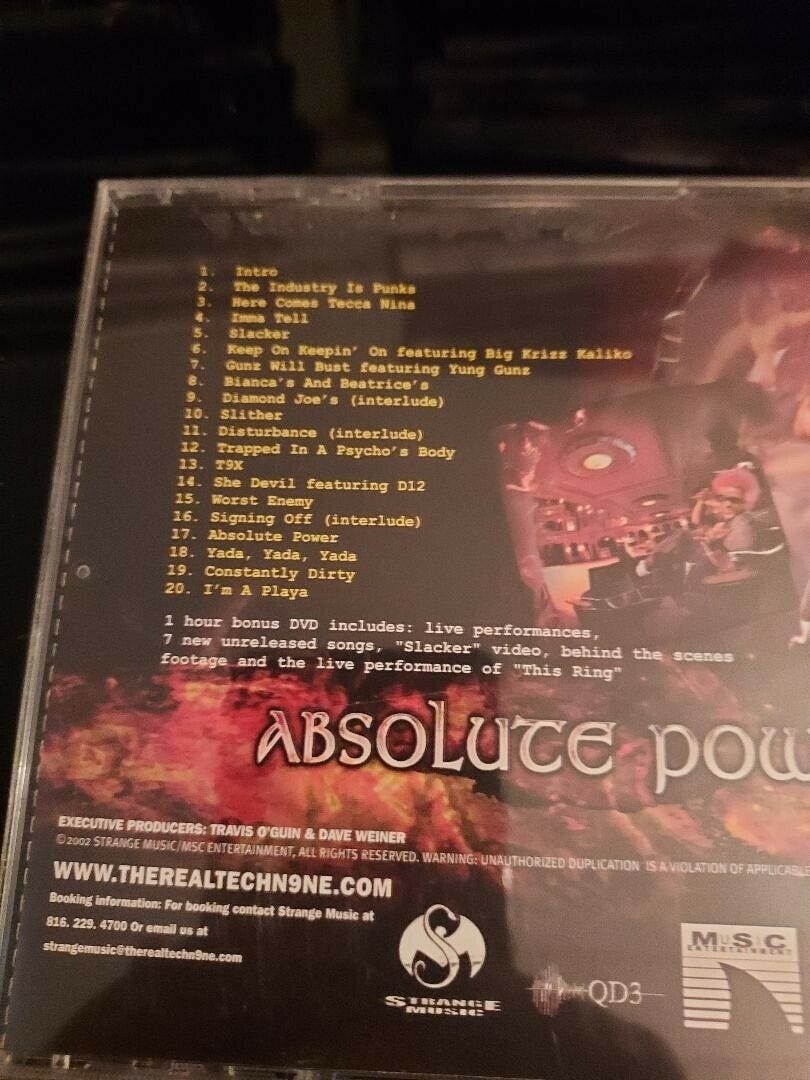 1. Intro
2. The Industry Is Punks
3. Here Comes Tecca Nina
4. Imma Tell
5. Slacker
6. Keep On Keepin' On featuring Big Krizz Kaliko
7. Gunz Will Bust featuring Yung Gunz
8. Bianca's And Beatrice's
9. Diamond Joe's (interlude)
10. Slither
11. Disturbance (interlude)
12. Trapped In A Psycho's Body
13. T9X
14. She Devil featuring D12
15. Worst Enemy
16. Signing Off (interlude)
17. Absolute Power
18. Yada, Yada, Yada
19. Constantly Dirty
20. I'm A Playa
1 hour bonus DVD includes: live performances,
7 new unreleased songs, "Slacker" video, behind the scenes
footage and the live performance of "This Ring"
ABSOLUTE POW
EXECUTIVE PRODUCERS: TRAVIS O'GUIN & DAVE WEINER
©2002 STRANGE MUSIC/MSC ENTERTAINMENT, ALL RIGHTS RESERVED. WARNING: UNAUTHORIZED DUPLICATION IS A VIOLATION OF APPLICABLE
WWW.THEREALTECHN9NE.COM
Booking information: For booking contact Strange Music at
816. 229. 4700 Or email us at
strangemusic@therealtechn9ne.com
STRANGE
MUSIC
QD3
MUSIC
ENTERTAINMENT